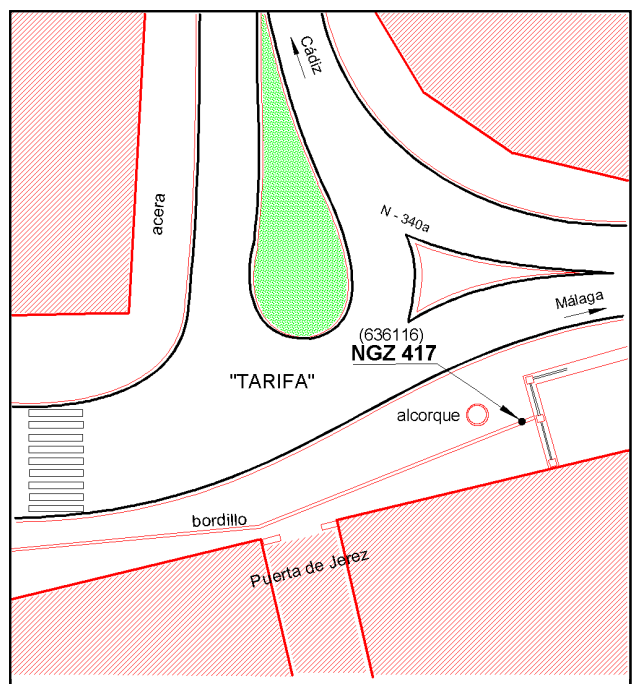 Cádiz
acera
N - 340a
Málaga
(636116)
NGZ 417
"TARIFA"
alcorque
bordillo
Puerta de Jerez